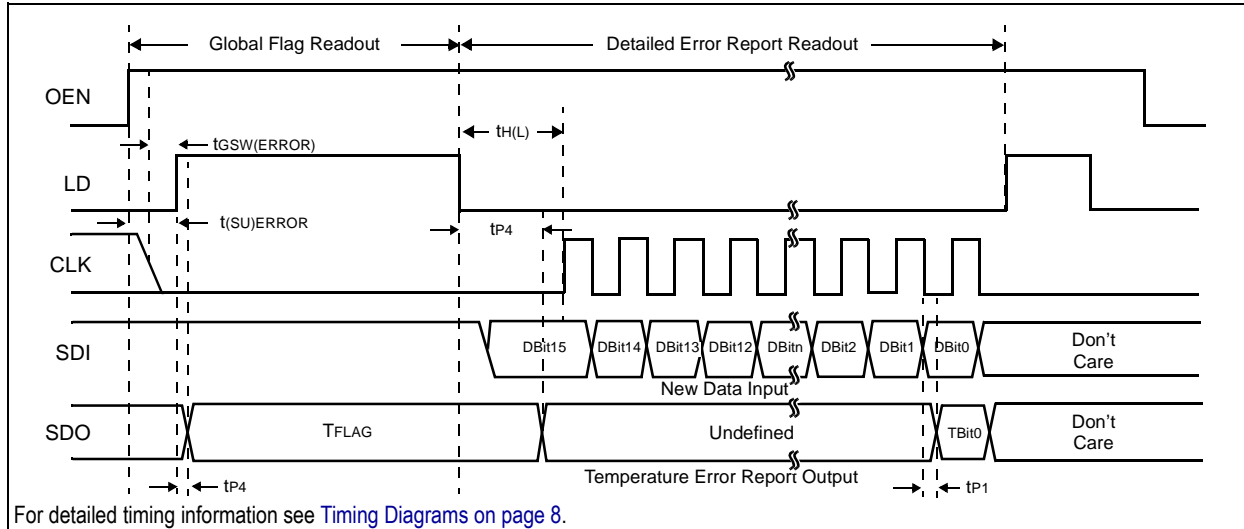 Global Flag Readout
Detailed Error Report Readout
OEN
tH(L)
tGSW(ERROR)
LD
t(SU)ERROR
tP4
CLK
SDI
DBit15
DBit14
DBit13
DBit12
DBitn
DBit2
DBit1
DBit0
Don't
Care
New Data Input
SDO
TFLAG
Undefined
TBit0
Don't
Care
Temperature Error Report Output
tP4
tP1
For detailed timing information see Timing Diagrams on page 8.